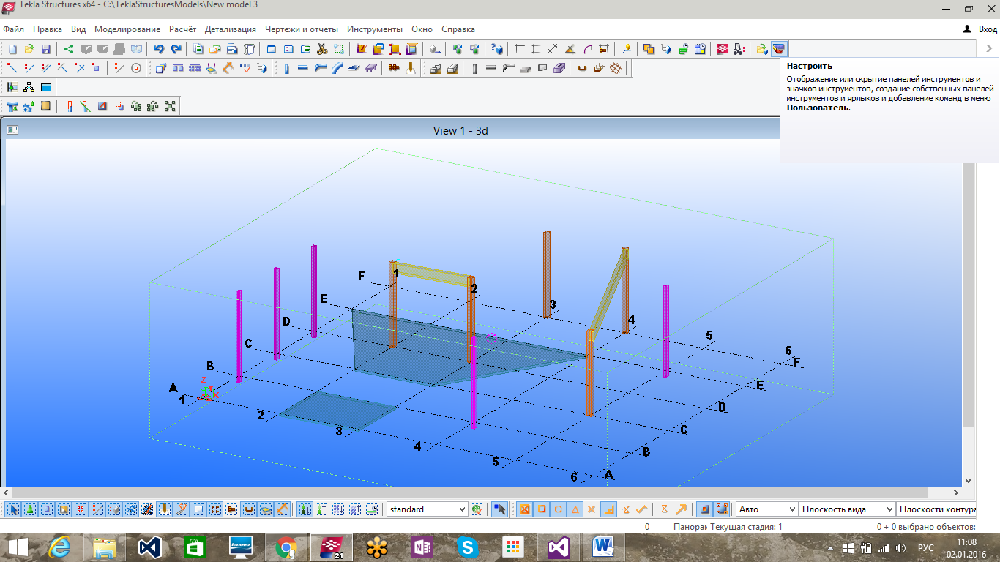 Tekla Structures x64 - C:\TeklaStructuresModels\New model 3
Файл Правка Вид Моделирование Расчёт Детализация Чертежи и отчеты Инструменты Окно Справка Вход
Настроить
Отображение или скрытие панелей инструментов и
значков инструментов, создание собственных панелей
инструментов и ярлыков и добавление команд в меню
Пользователь.
View 1 - 3d
F 1
2
E
3
D
4
C
5
6
B
F
A
E
Z
Y
X
1
D
2
C
3
B
4
5
6 A
standard
Авто
Плоскость вида
Плоскости контура
0 Панорам Текущая стадия: 1 0 + 0 выбрано объектов:
21
lenovo
N
S
W
РУС
11:08
02.01.2016